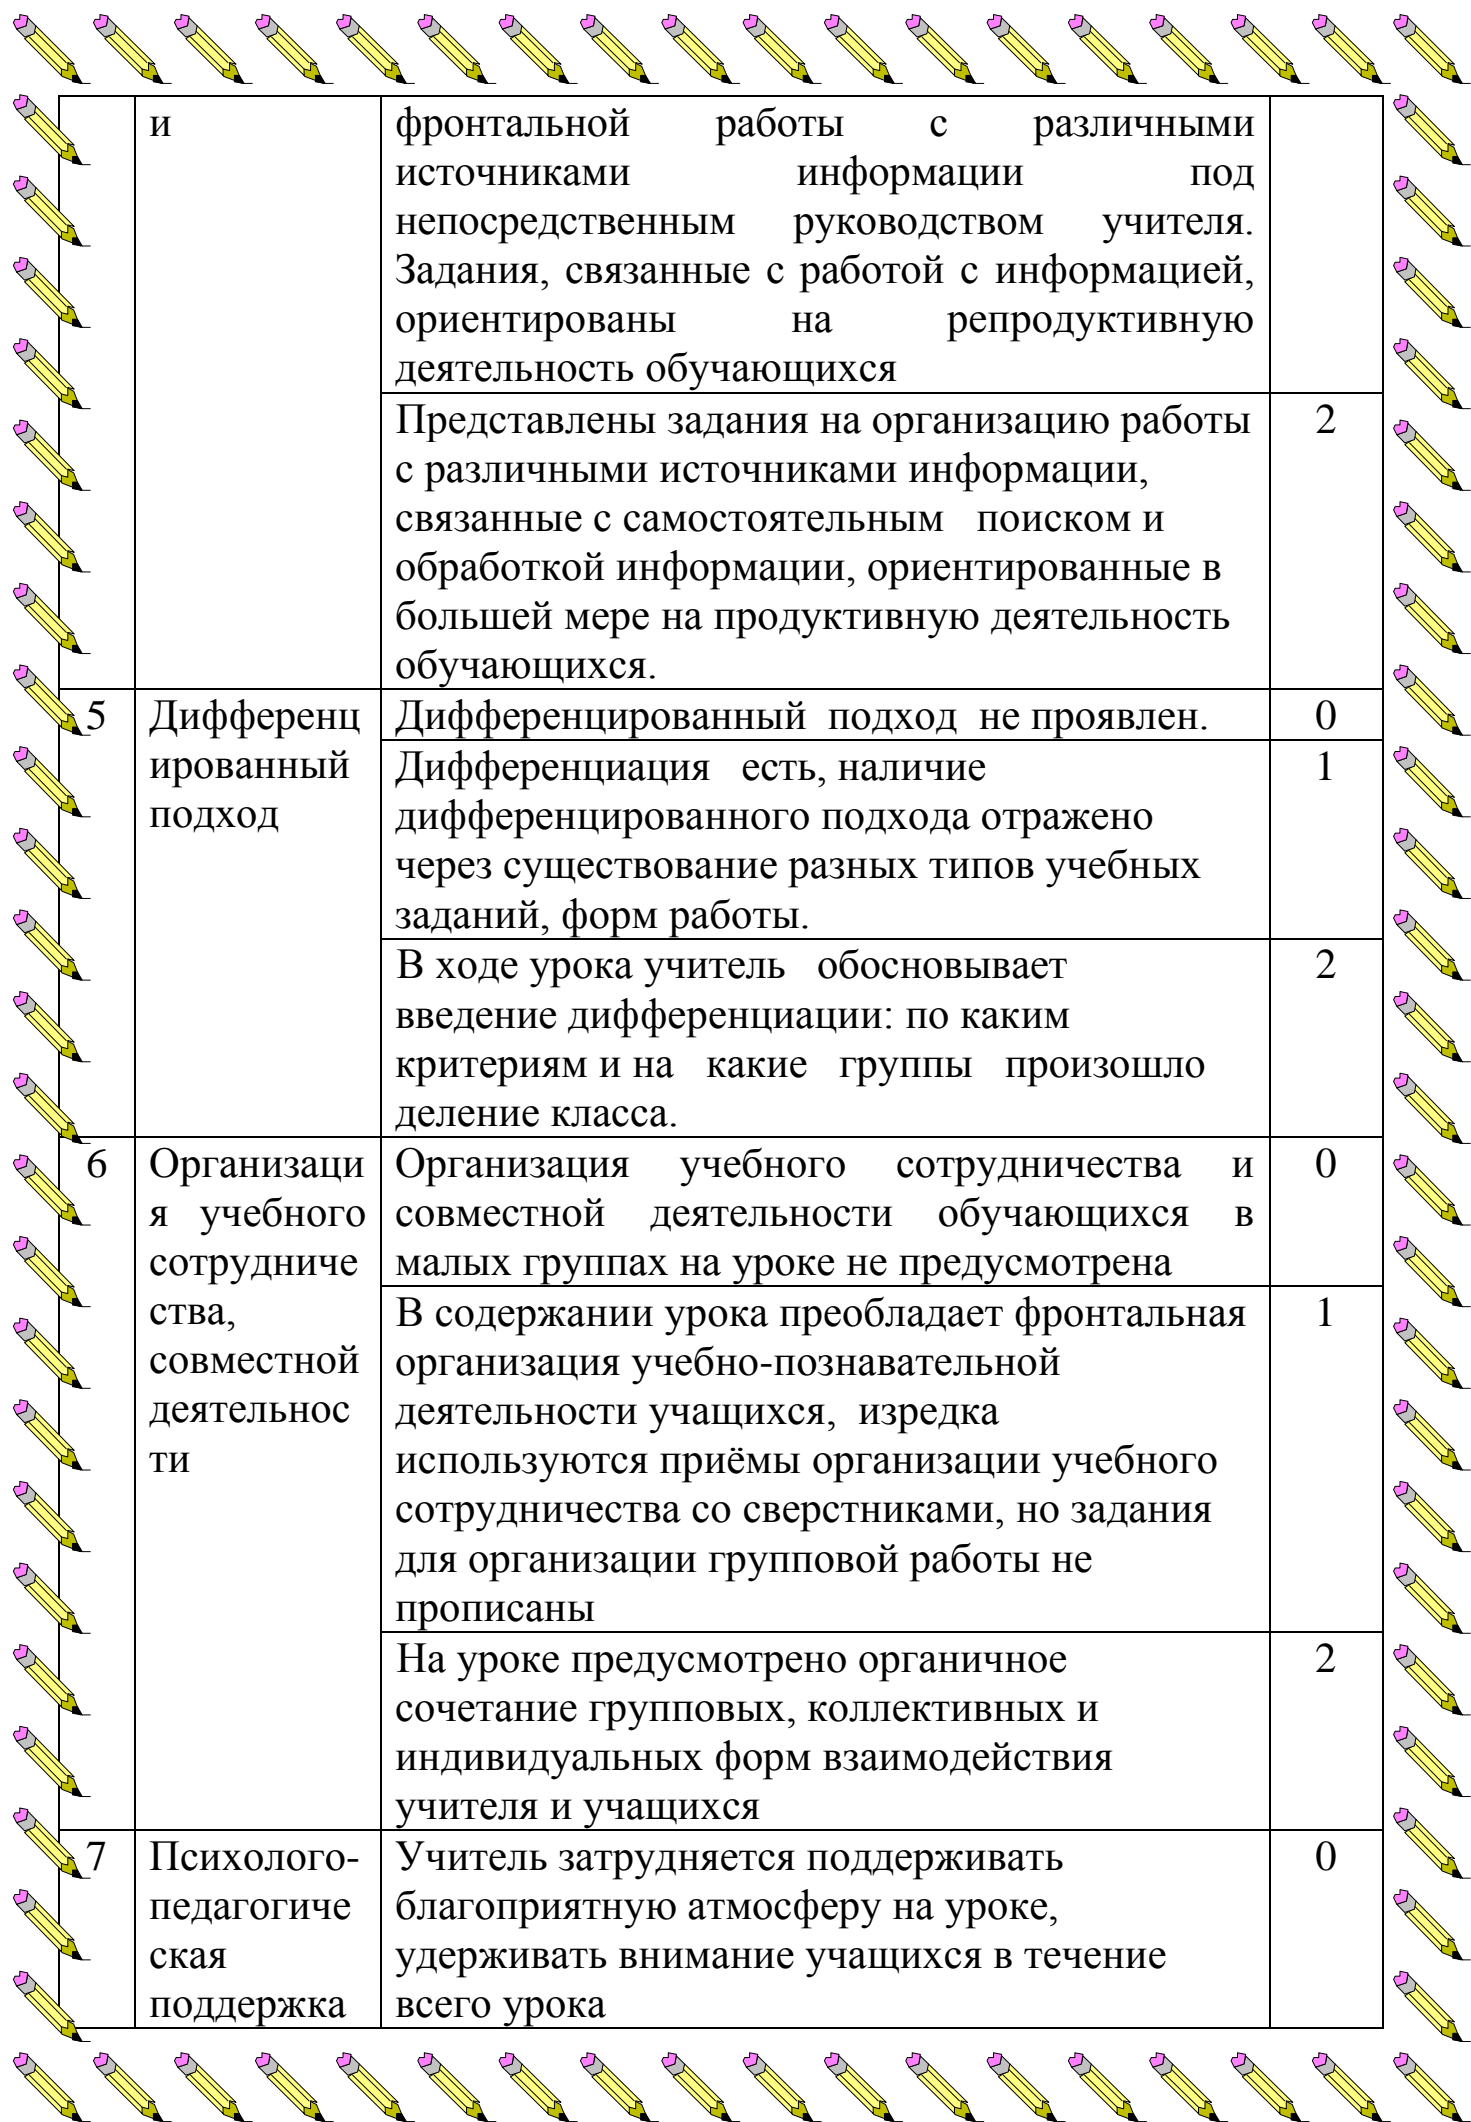 и
фронтальной работы с различными
источниками информации под
непосредственным руководством учителя.
Задания, связанные с работой с информацией,
ориентированы на репродуктивную
деятельность обучающихся
Представлены задания на организацию работы
с различными источниками информации,
связанные с самостоятельным поиском и
обработкой информации, ориентированные в
большей мере на продуктивную деятельность
обучающихся.
2
5
Дифференц
ированный
подход
Дифференцированный подход не проявлен.
0
Дифференциация есть, наличие
дифференцированного подхода отражено
через существование разных типов учебных
заданий, форм работы.
1
В ходе урока учитель обосновывает
введение дифференциации: по каким
критериям и на какие группы произошло
деление класса.
2
6
Организаци
я учебного
сотрудниче
ства,
совместной
деятельнос
ти
Организация учебного сотрудничества и
совместной деятельности обучающихся в
малых группах на уроке не предусмотрена
0
В содержании урока преобладает фронтальная
организация учебно-познавательной
деятельности учащихся, изредка
используются приёмы организации учебного
сотрудничества со сверстниками, но задания
для организации групповой работы не
прописаны
1
На уроке предусмотрено органичное
сочетание групповых, коллективных и
индивидуальных форм взаимодействия
учителя и учащихся
2
7
Психолого-
педагогиче
ская
поддержка
Учитель затрудняется поддерживать
благоприятную атмосферу на уроке,
удерживать внимание учащихся в течение
всего урока
0